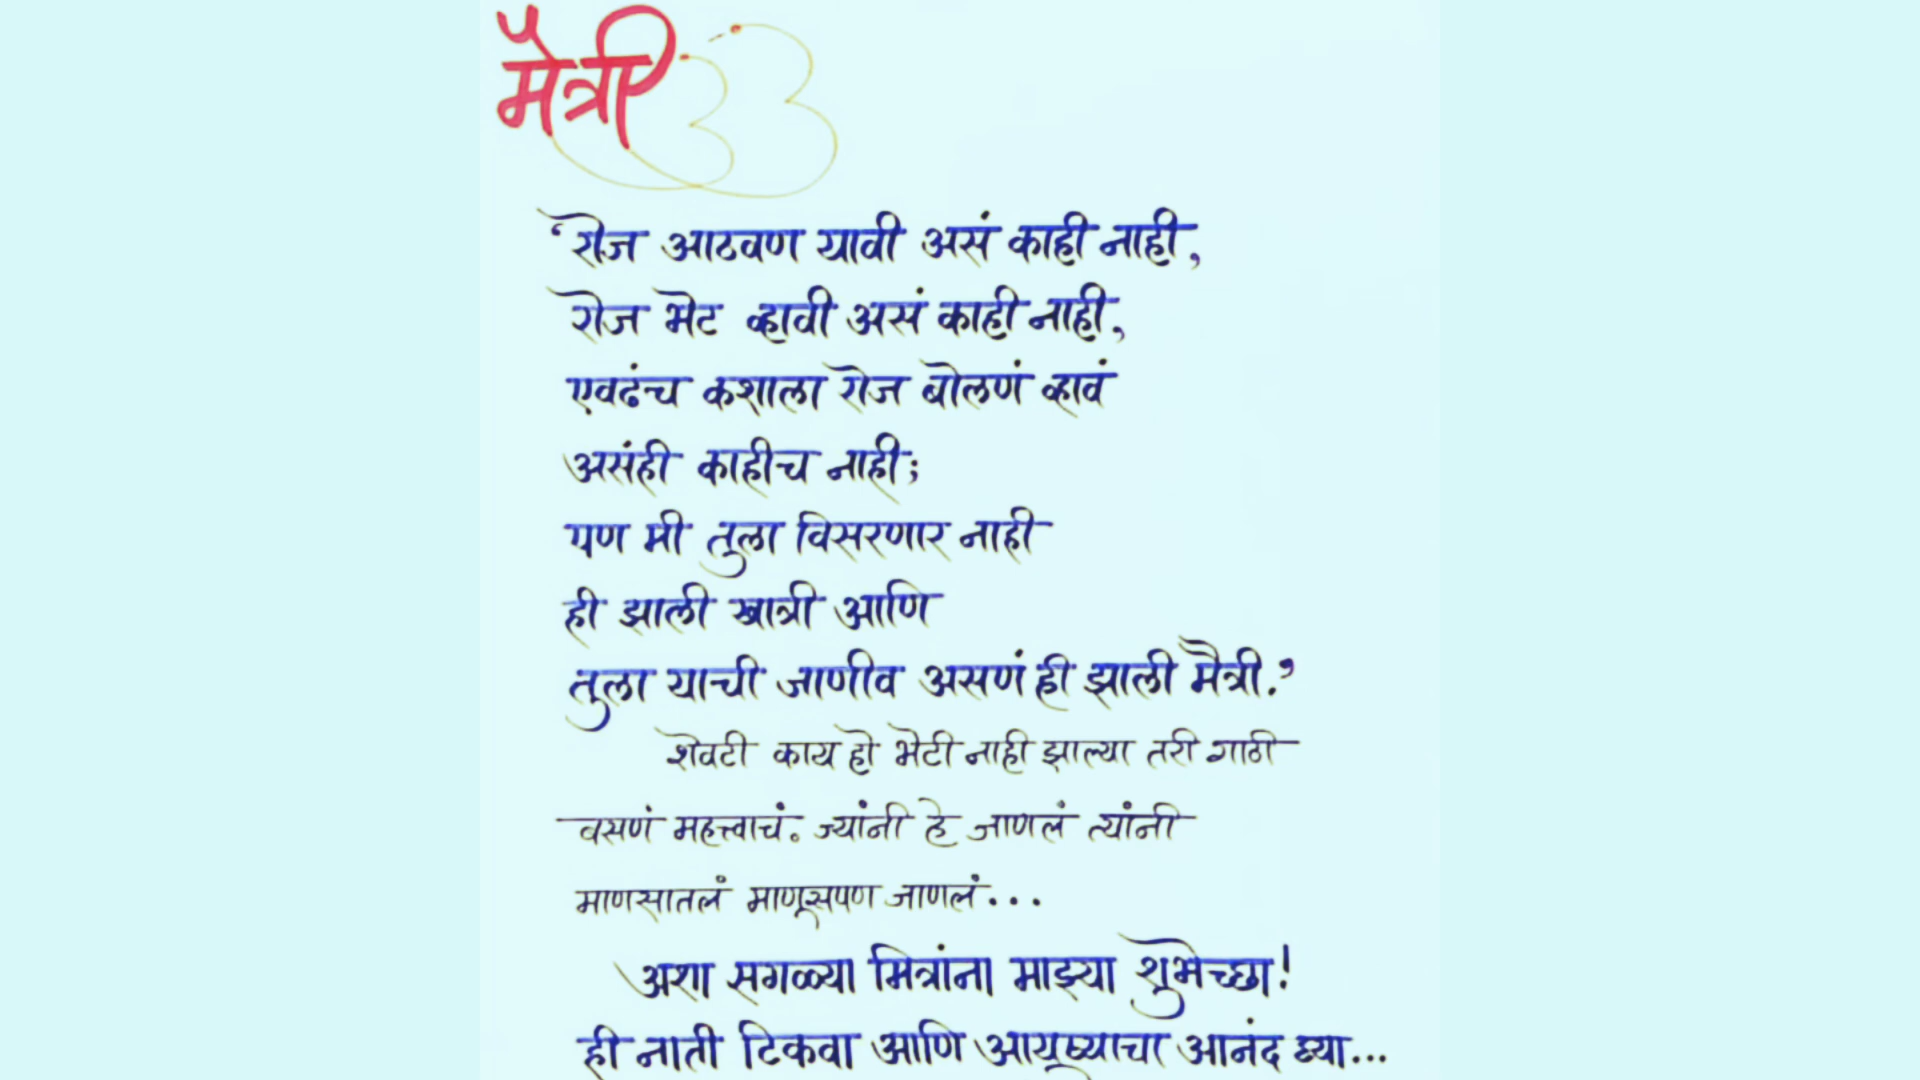 मैत्री
‘रोज आठवण यावी असं काही नाही,
रोज भेट व्हावी असं काही नाही,
एवढंच कशाला रोज बोलणं व्हावं
असंही काहीच नाही;
पण मी तुला विसरणार नाही
ही झाली खात्री आणि
तुला याची जाणीव असणं ही झाली मैत्री.’
शेवटी काय हो भेटी नाही झाल्या तरी गाठी
बसणं महत्त्वाचं. ज्यांनी हे जाणलं त्यांनी
माणसातलं माणूसपण जाणलं...
अशा सगळ्या मित्रांना माझ्या शुभेच्छा!
ही नाती टिकवा आणि आयुष्याचा आनंद घ्या...